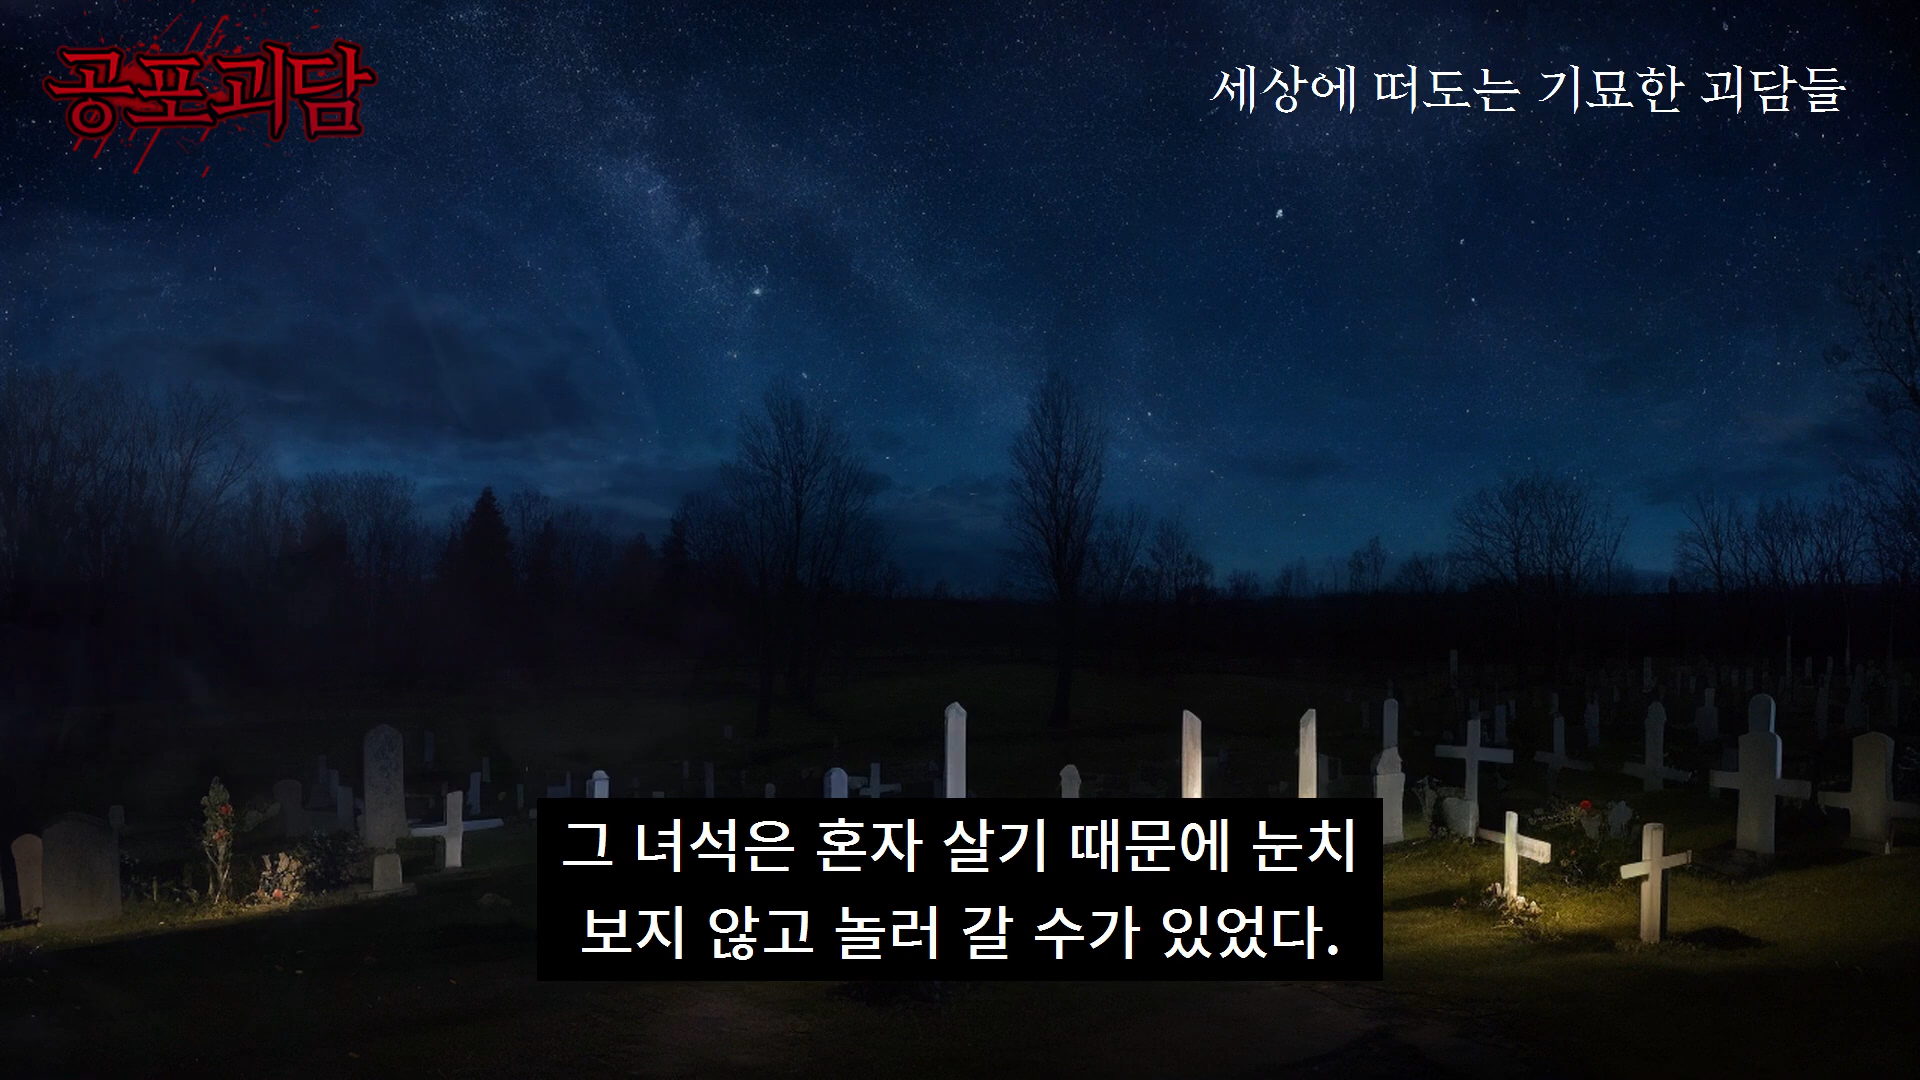 공포괴담
세상에 떠도는 기묘한 괴담들
그 녀석은 혼자 살기 때문에 눈치
보지 않고 놀러 갈 수가 있었다.